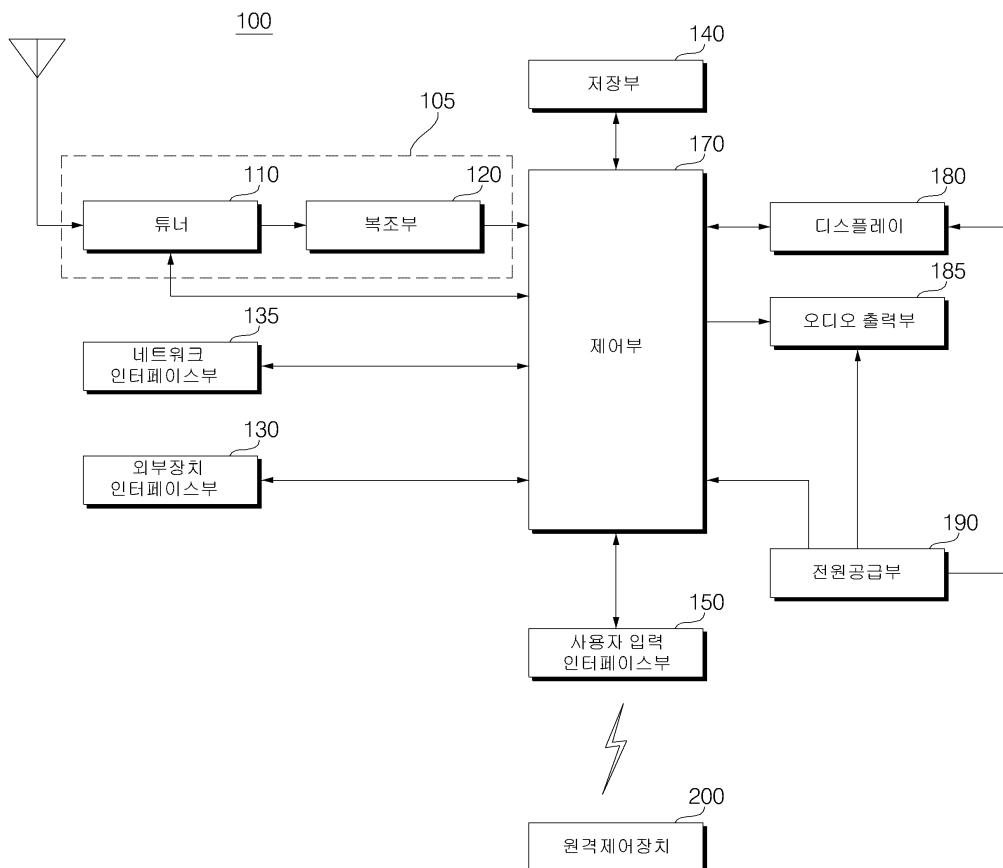 100
140
저장부
105
170
110
120
180
튜너
복조부
디스플레이
185
135
오디오 출력부
네트워크
인터페이스부
제어부
130
외부장치
인터페이스부
190
전원공급부
150
사용자 입력
인터페이스부
200
원격제어장치